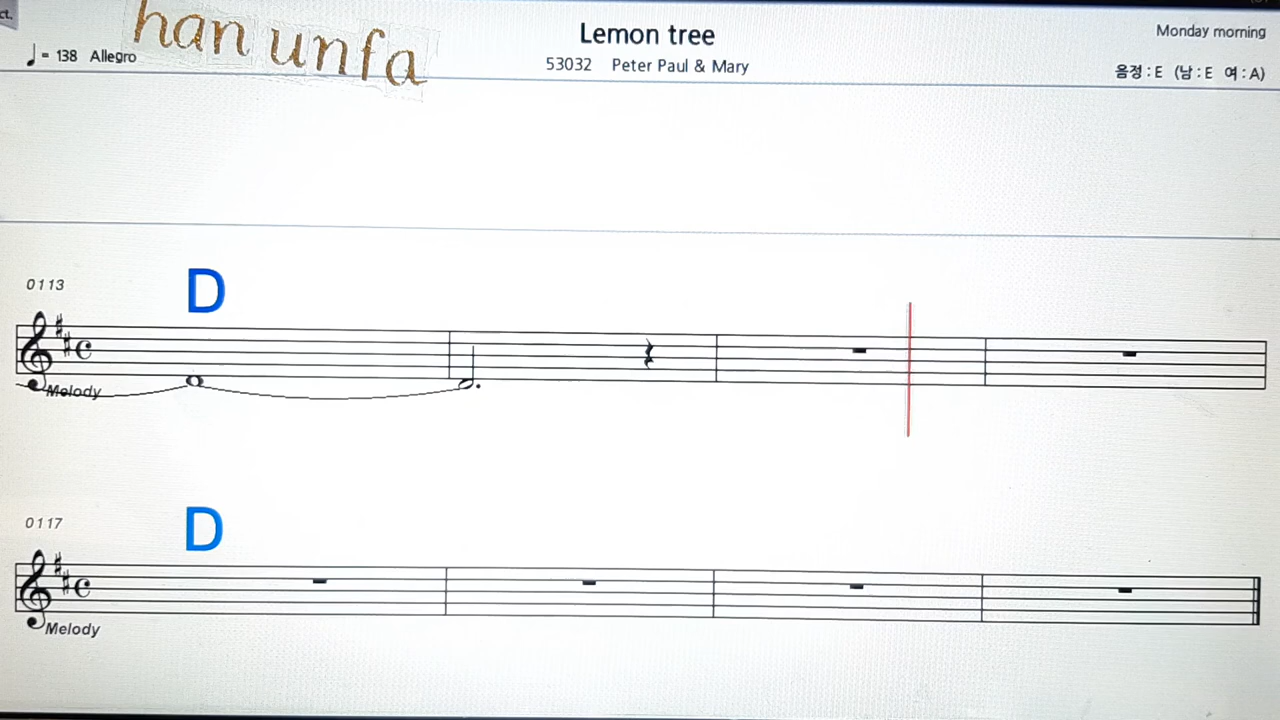 ct.
han unfa
Lemon tree
Monday morning
♩= 138 Allegro
53032 Peter Paul & Mary
음정 : E (남 : E 여 : A)
0113
D
Melody
0117
D
Melody